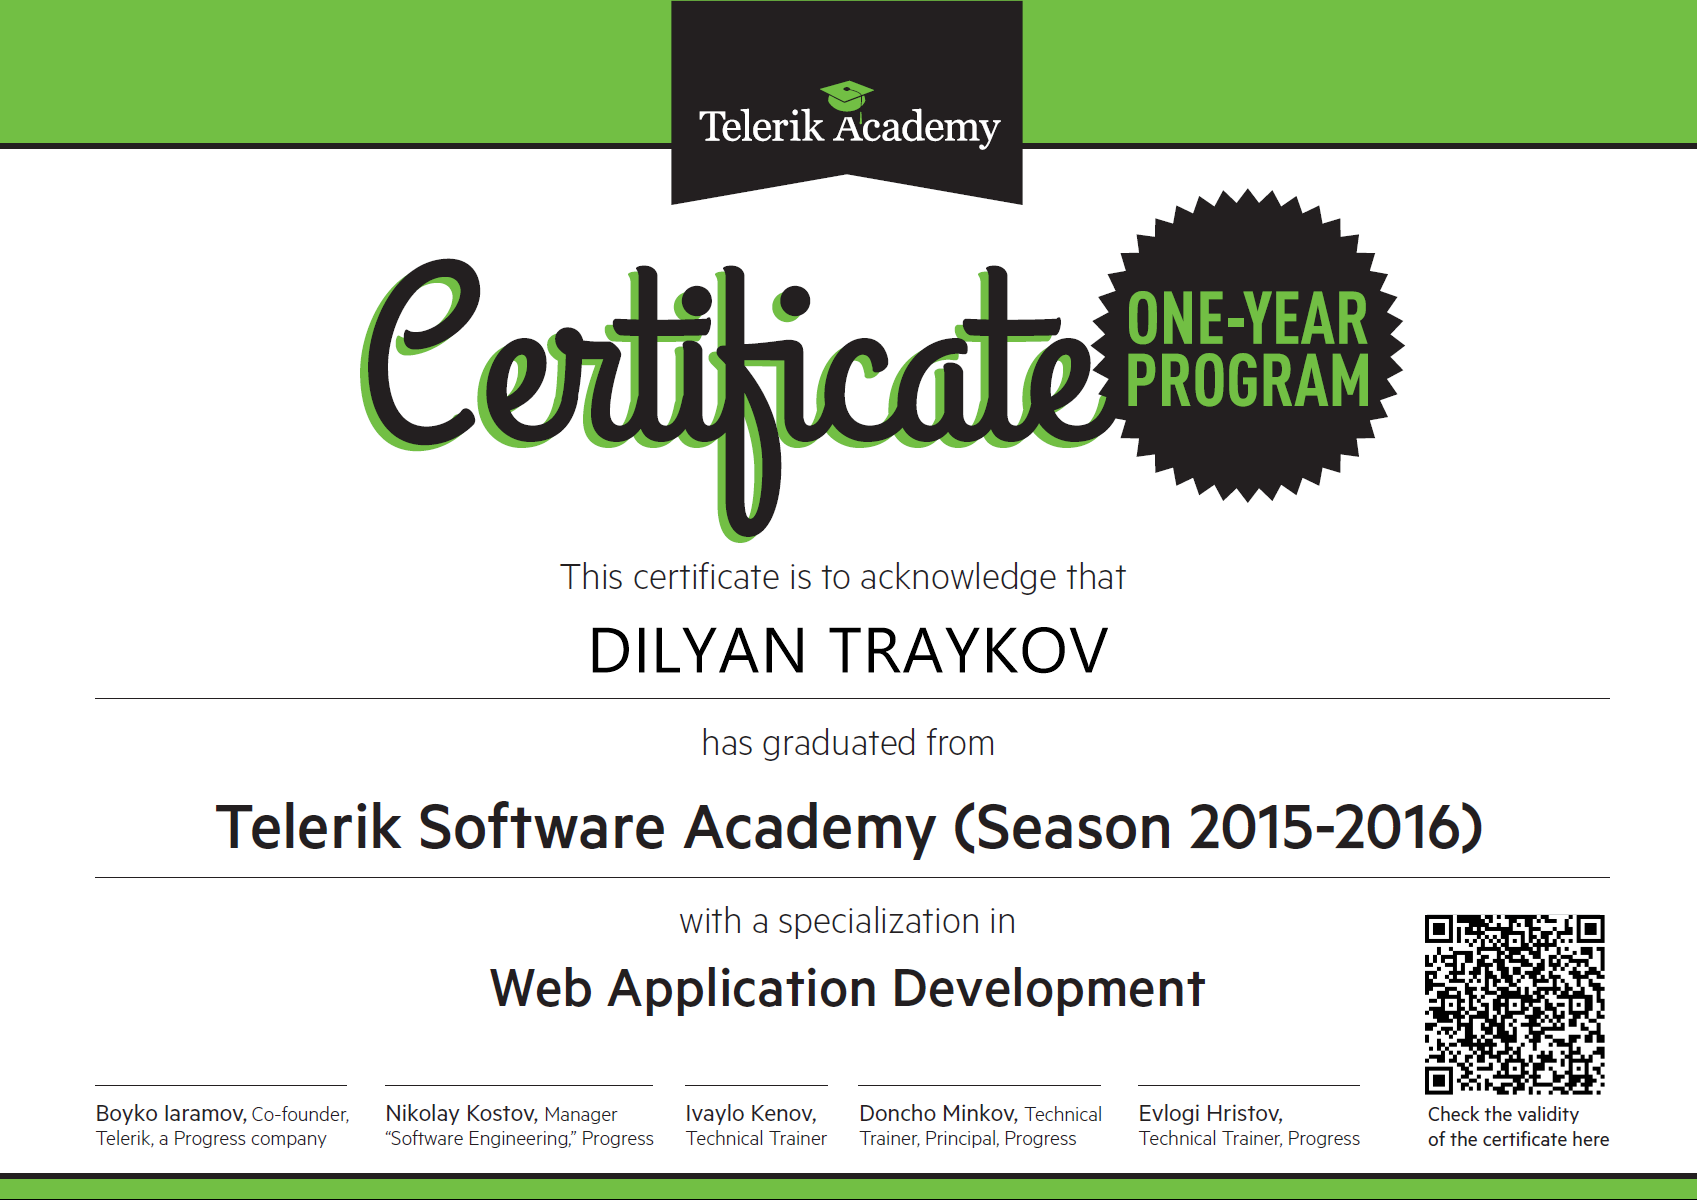 Telerik Academy
Certificate
ONE-YEAR
PROGRAM
This certificate is to acknowledge that
DILYAN TRAYKOV
has graduated from
Telerik Software Academy (Season 2015-2016)
with a specialization in
Web Application Development
Boyko Iaramov, Co-founder,
Telerik, a Progress company
Nikolay Kostov, Manager
“Software Engineering,” Progress
Ivaylo Kenov,
Technical Trainer
Doncho Minkov, Technical
Trainer, Principal, Progress
Evlogi Hristov,
Technical Trainer, Progress
Check the validity
of the certificate here